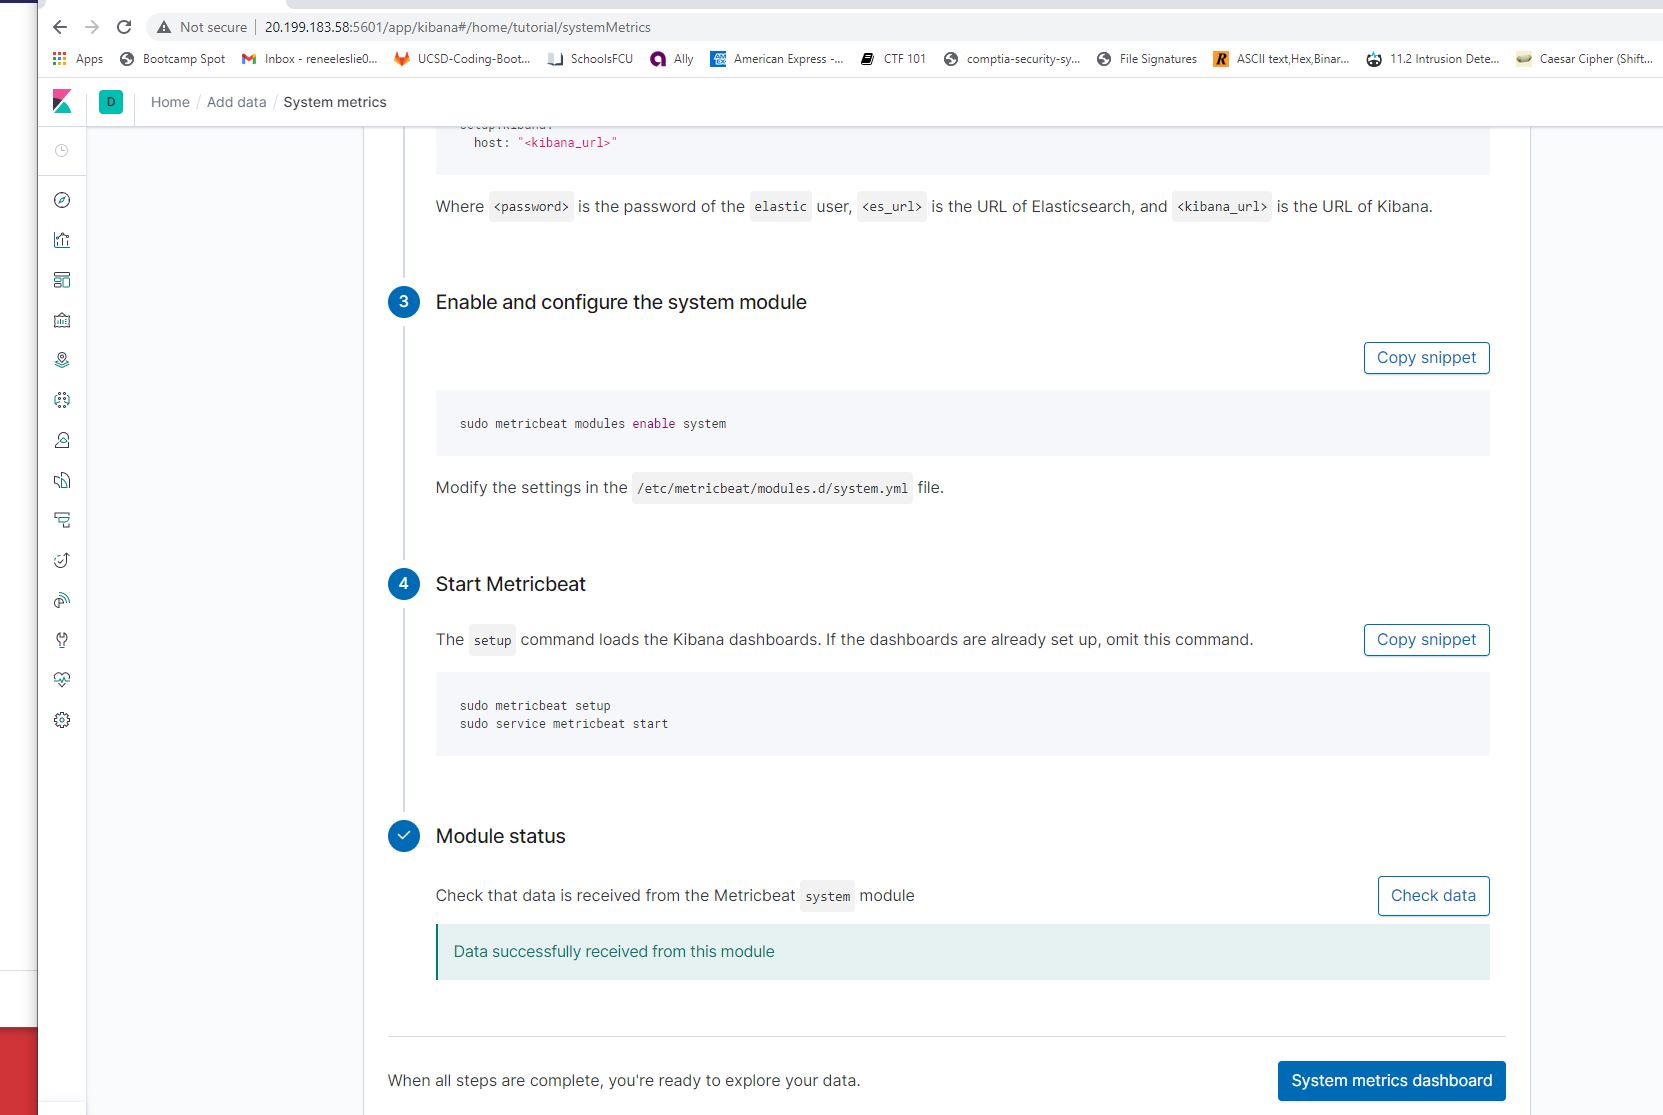 Not secure 20.199.183.58:5601/app/kibana#/home/tutorial/systemMetrics
Apps Bootcamp Spot Inbox - reneeleslie0... UCSD-Coding-Boot... SchoolsFCU Ally American Express -... CTF 101 comptia-security-sy... File Signatures ASCII text,Hex,Binar... 11.2 Intrusion Dete... Caesar Cipher (Shift...
D Home / Add data / System metrics
setup.kibana:
host: "<kibana_url>"
Where <password> is the password of the elastic user, <es_url> is the URL of Elasticsearch, and <kibana_url> is the URL of Kibana.
3 Enable and configure the system module
Copy snippet
sudo metricbeat modules enable system
Modify the settings in the /etc/metricbeat/modules.d/system.yml file.
4 Start Metricbeat
The setup command loads the Kibana dashboards. If the dashboards are already set up, omit this command. Copy snippet
sudo metricbeat setup
sudo service metricbeat start
Module status
Check that data is received from the Metricbeat system module Check data
Data successfully received from this module
When all steps are complete, you're ready to explore your data. System metrics dashboard